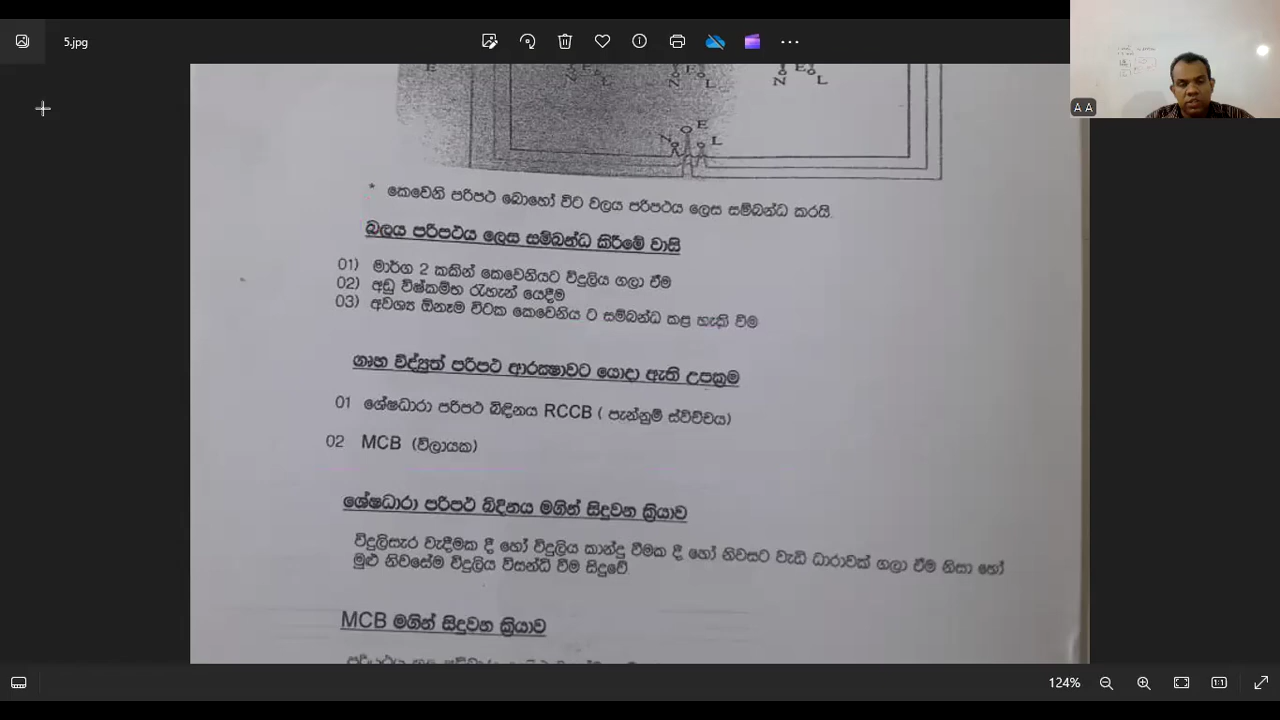 5.jpg
A A
E
N E L
N E L
N E L
N E L
* කෙවෙනි පරිපථ බොහෝ විට වලය පරිපථය ලෙස සම්බන්ධ කරයි.
බලය පරිපථය ලෙස සම්බන්ධ කිරීමේ වාසි
01) මාර්ග 2 කකින් කෙවෙනියට විදුලිය ගලා ඒම
02) අඩු විෂ්කම්භ රැහැන් යෙදීම
03) අවශ්‍ය ඕනෑම විටක කෙවෙනිය ට සම්බන්ධ කළ හැකි වීම
ගෘහ විද්‍යුත් පරිපථ ආරක්‍ෂාවට යොදා ඇති උපක්‍රම
01 ශේෂධාරා පරිපථ බිඳිනය RCCB ( පැන්නුම් ස්විච්චය)
02 MCB (විලායක)
ශේෂධාරා පරිපථ බිදිනය මගින් සිදුවන ක්‍රියාව
විදුලිසැර වැදීමක දී හෝ විදුලිය කාන්දු වීමක දී හෝ නිවසට වැඩි ධාරාවක් ගලා ඒම නිසා හෝ
මුළු නිවසේම විදුලිය විසන්ධි වීම සිදුවේ
MCB මගින් සිදුවන ක්‍රියාව
124%